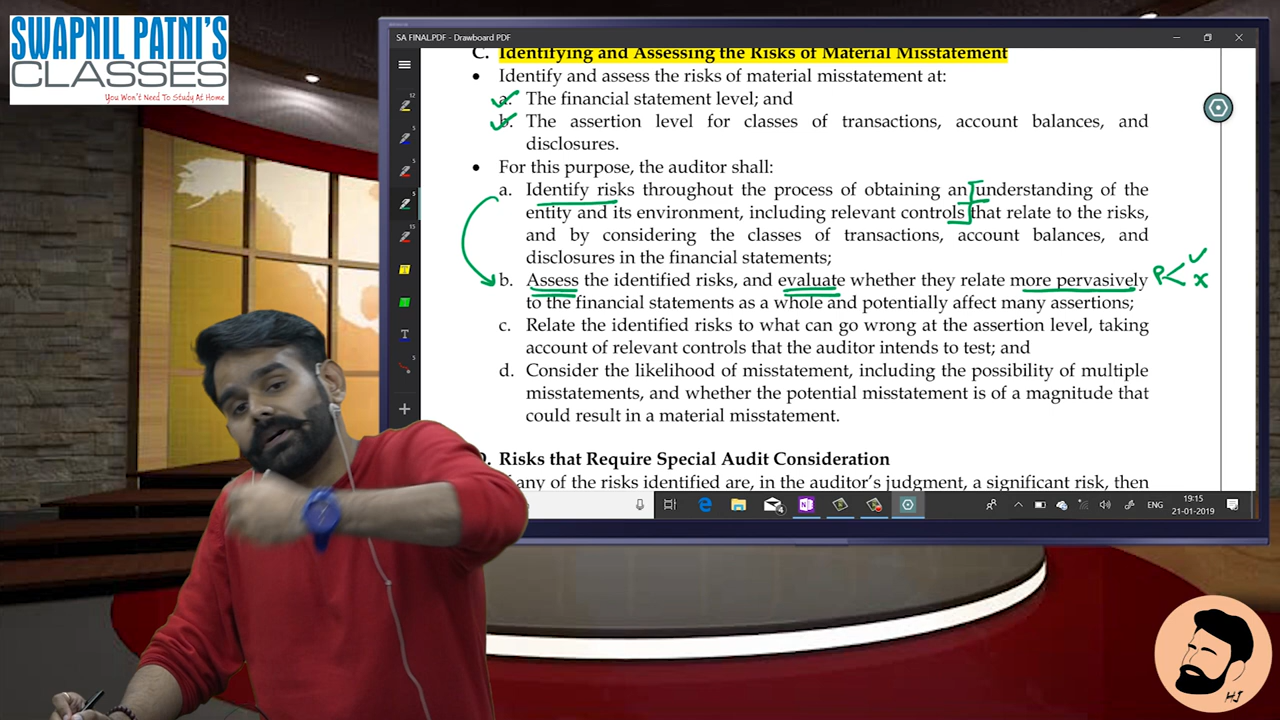 SWAPNIL PATNI'S
CLASSES
You Won't Need To Study At Home
SA FINAL.PDF - Drawboard PDF
C. Identifying and Assessing the Risks of Material Misstatement
• Identify and assess the risks of material misstatement at:
a. The financial statement level; and
b. The assertion level for classes of transactions, account balances, and
disclosures.
• For this purpose, the auditor shall:
a. Identify risks throughout the process of obtaining an understanding of the
entity and its environment, including relevant controls that relate to the risks,
and by considering the classes of transactions, account balances, and
disclosures in the financial statements;
b. Assess the identified risks, and evaluate whether they relate more pervasively
to the financial statements as a whole and potentially affect many assertions;
P
c. Relate the identified risks to what can go wrong at the assertion level, taking
account of relevant controls that the auditor intends to test; and
d. Consider the likelihood of misstatement, including the possibility of multiple
misstatements, and whether the potential misstatement is of a magnitude that
could result in a material misstatement.
D. Risks that Require Special Audit Consideration
if any of the risks identified are, in the auditor's judgment, a significant risk, then
ENG
19:15
21-01-2019
HJ